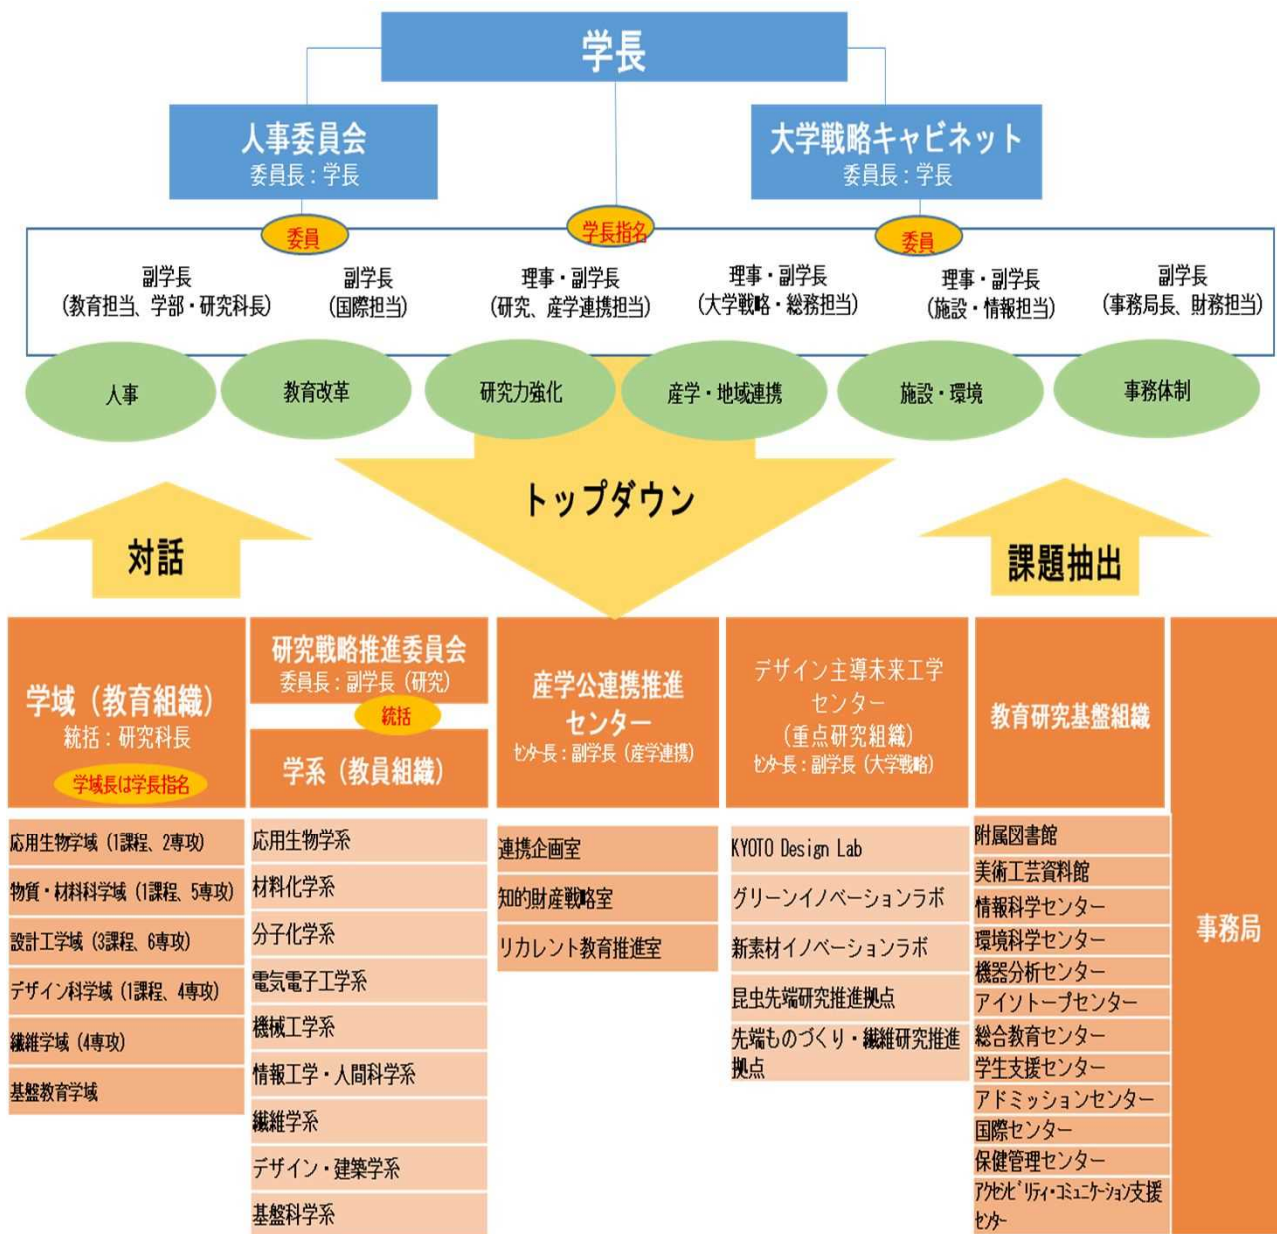 学長
人事委員会
委員長：学長
大学戦略キャビネット
委員長：学長
委員
学長指名
委員
副学長
（教育担当、学部・研究科長）
副学長
（国際担当）
理事・副学長
（研究、産学連携担当）
理事・副学長
（大学戦略・総務担当）
理事・副学長
（施設・情報担当）
副学長
（事務局長、財務担当）
人事
教育改革
研究力強化
産学・地域連携
施設・環境
事務体制
トップダウン
対話
課題抽出
学域（教育組織）
統括：研究科長
学域長は学長指名
応用生物学域（1課程、2専攻）
物質・材料科学域（1課程、5専攻）
設計工学域（3課程、6専攻）
デザイン科学域（1課程、4専攻）
繊維学域（4専攻）
基盤教育学域
研究戦略推進委員会
委員長：副学長（研究）
統括
学系（教員組織）
応用生物学系
材料化学系
分子化学系
電気電子工学系
機械工学系
情報工学・人間科学系
繊維学系
デザイン・建築学系
基盤科学系
産学公連携推進
センター
ｾﾝﾀｰ長：副学長（産学連携）
連携企画室
知的財産戦略室
リカレント教育推進室
デザイン主導未来工学
センター
（重点研究組織）
ｾﾝﾀｰ長：副学長（大学戦略）
KYOTO Design Lab
グリーンイノベーションラボ
新素材イノベーションラボ
昆虫先端研究推進拠点
先端ものづくり・繊維研究推進
拠点
教育研究基盤組織
附属図書館
美術工芸資料館
情報科学センター
環境科学センター
機器分析センター
アイソトープセンター
総合教育センター
学生支援センター
アドミッションセンター
国際センター
保健管理センター
ｱｸｾｼﾋﾞﾘﾃｨ・ｺﾐｭﾆｹｰｼｮﾝ支援
ｾﾝﾀｰ
事務局